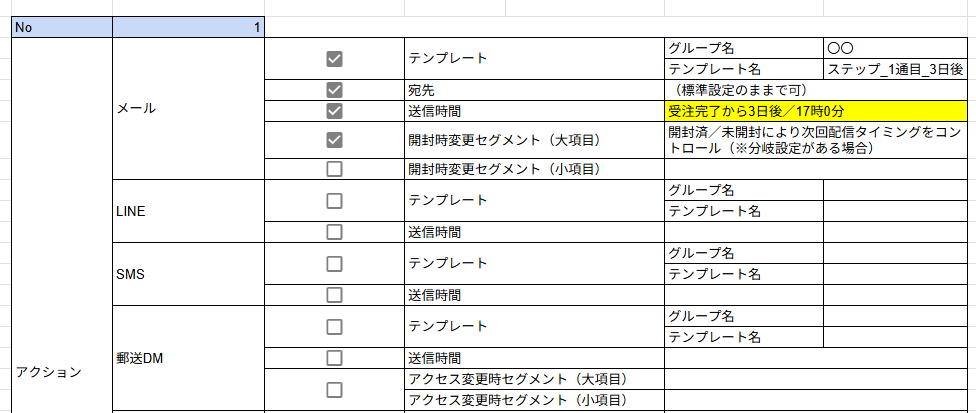 No 1
アクション
メール
テンプレート
グループ名 〇〇
テンプレート名 ステップ_1通目_3日後
宛先 （標準設定のままで可）
送信時間 受注完了から3日後／17時0分
開封時変更セグメント（大項目） 開封済／未開封により次回配信タイミングをコン
トロール（※分岐設定がある場合）
開封時変更セグメント（小項目）
LINE
テンプレート
グループ名
テンプレート名
送信時間
SMS
テンプレート
グループ名
テンプレート名
送信時間
郵送DM
テンプレート
グループ名
テンプレート名
送信時間
アクセス変更時セグメント（大項目）
アクセス変更時セグメント（小項目）